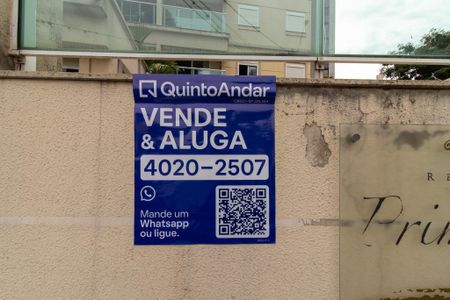 QuintoAndar
VENDE
& ALUGA
4020-2507
Mande um
Whatsapp
ou ligue.